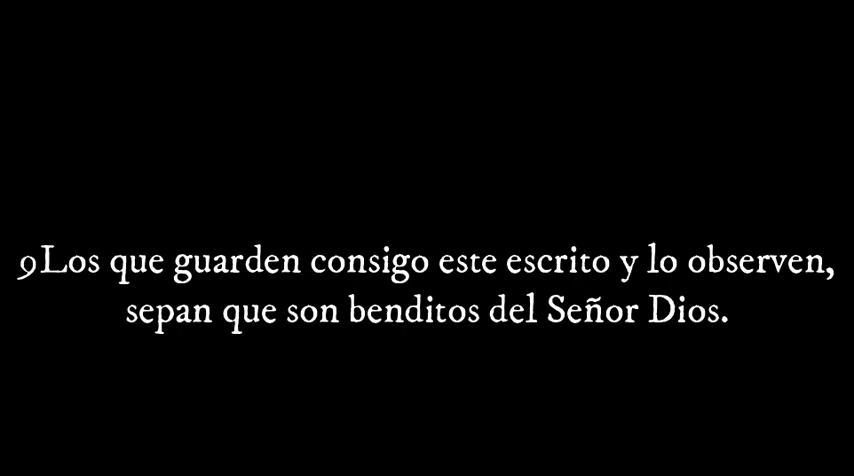 9Los que guarden consigo este escrito y lo observen,
sepan que son benditos del Señor Dios.